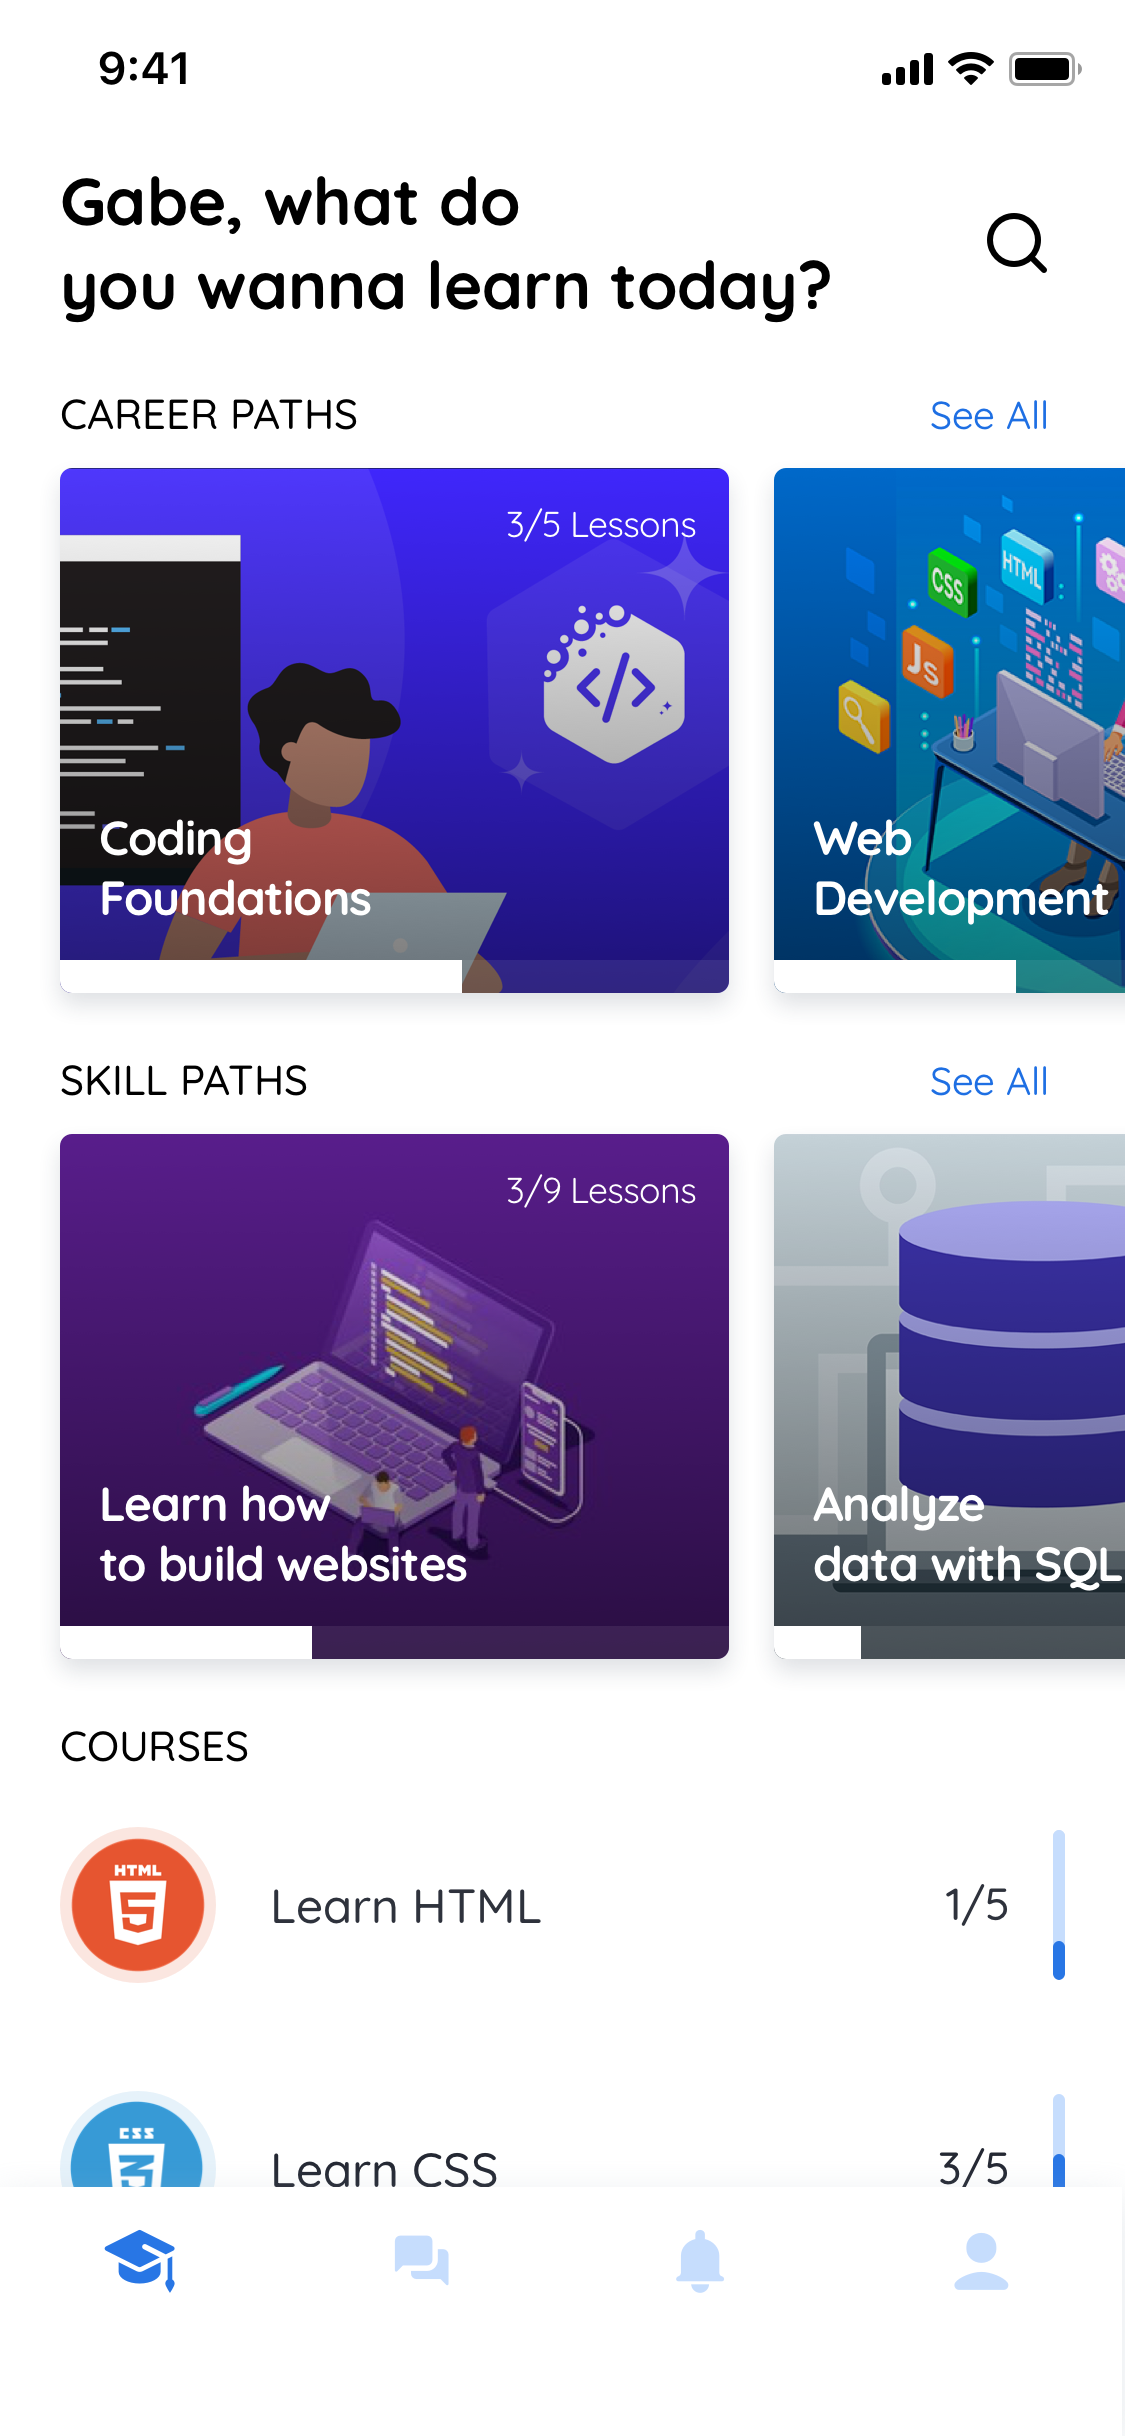 9:41
Gabe, what do
you wanna learn today?
CAREER PATHS
See All
3/5 Lessons
Coding
Foundations
CSS
HTML
Js
Web
Development
SKILL PATHS
See All
3/9 Lessons
Learn how
to build websites
Analyze
data with SQL
COURSES
HTML
5
Learn HTML
1/5
CSS
3
Learn CSS
3/5